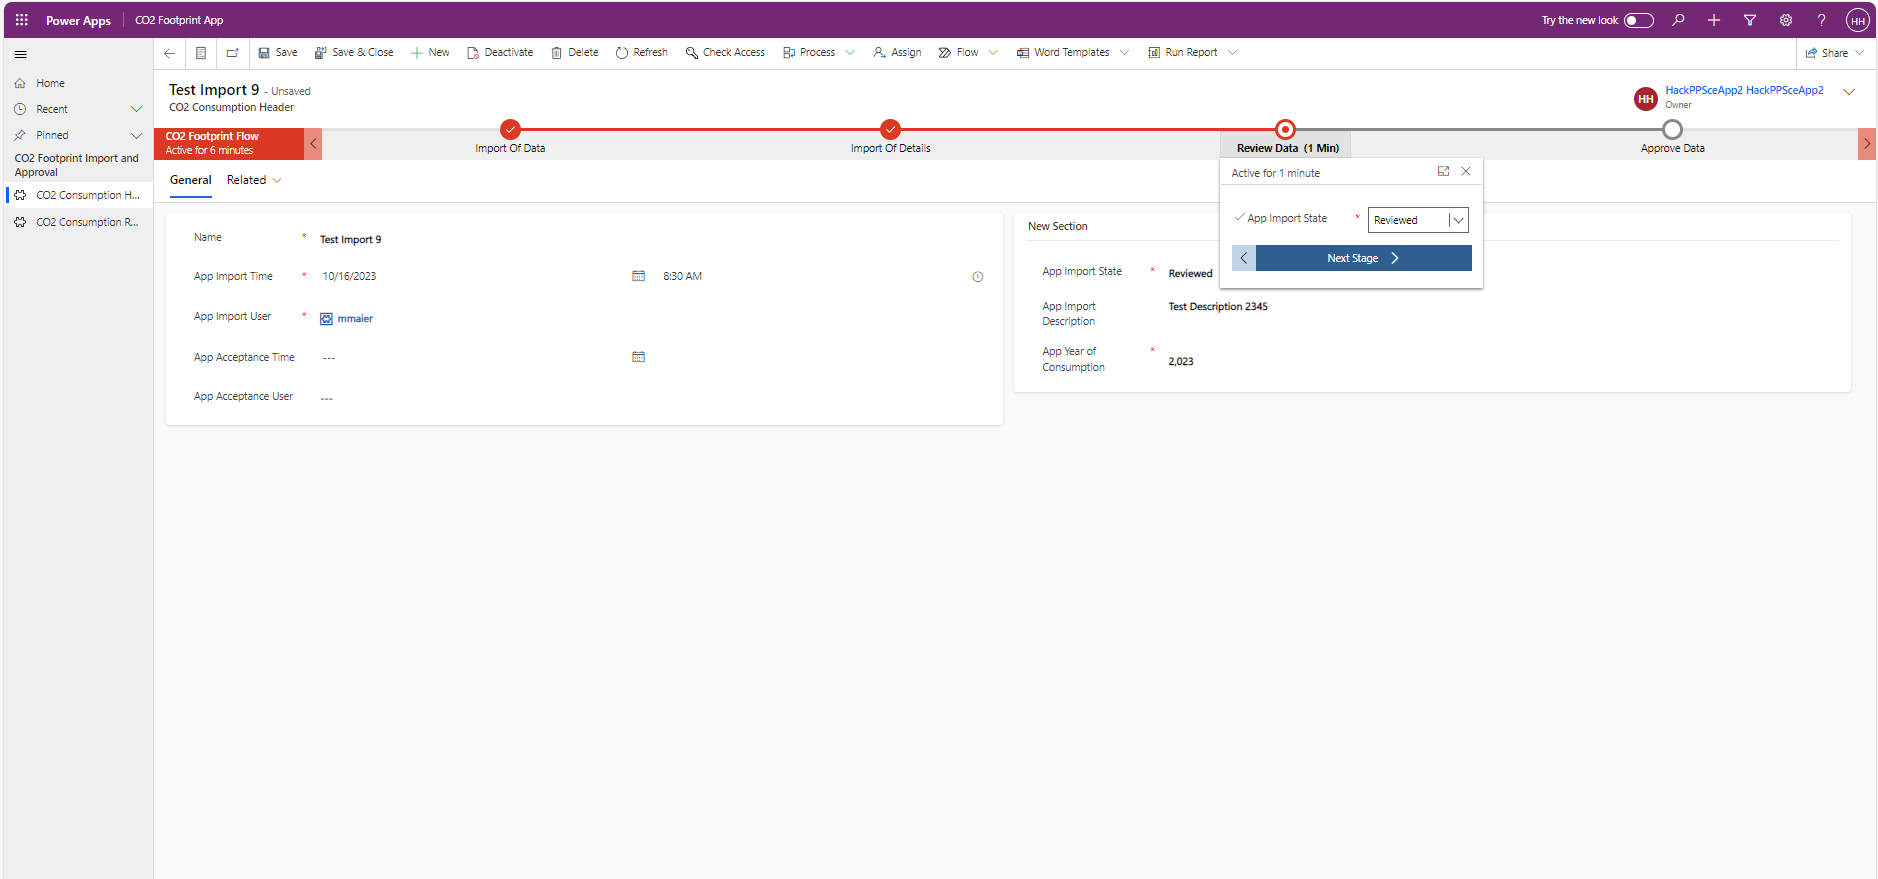 Power Apps CO2 Footprint App Try the new look ? HH
Save Save & Close New Deactivate Delete Refresh Check Access Process Assign Flow Word Templates Run Report Share
Home
Recent
Pinned
CO2 Footprint Import and
Approval
CO2 Consumption H...
CO2 Consumption R...
Test Import 9 - Unsaved
CO2 Consumption Header
HH HackPPSceApp2 HackPPSceApp2
Owner
CO2 Footprint Flow
Active for 6 minutes
Import Of Data
Import Of Details
Review Data (1 Min)
Approve Data
Active for 1 minute
App Import State * Reviewed
Next Stage
General Related
Name * Test Import 9
App Import Time * 10/16/2023 8:30 AM
App Import User * mmaier
App Acceptance Time ---
App Acceptance User ---
New Section
App Import State * Reviewed
App Import
Description
Test Description 2345
App Year of
Consumption
* 2,023